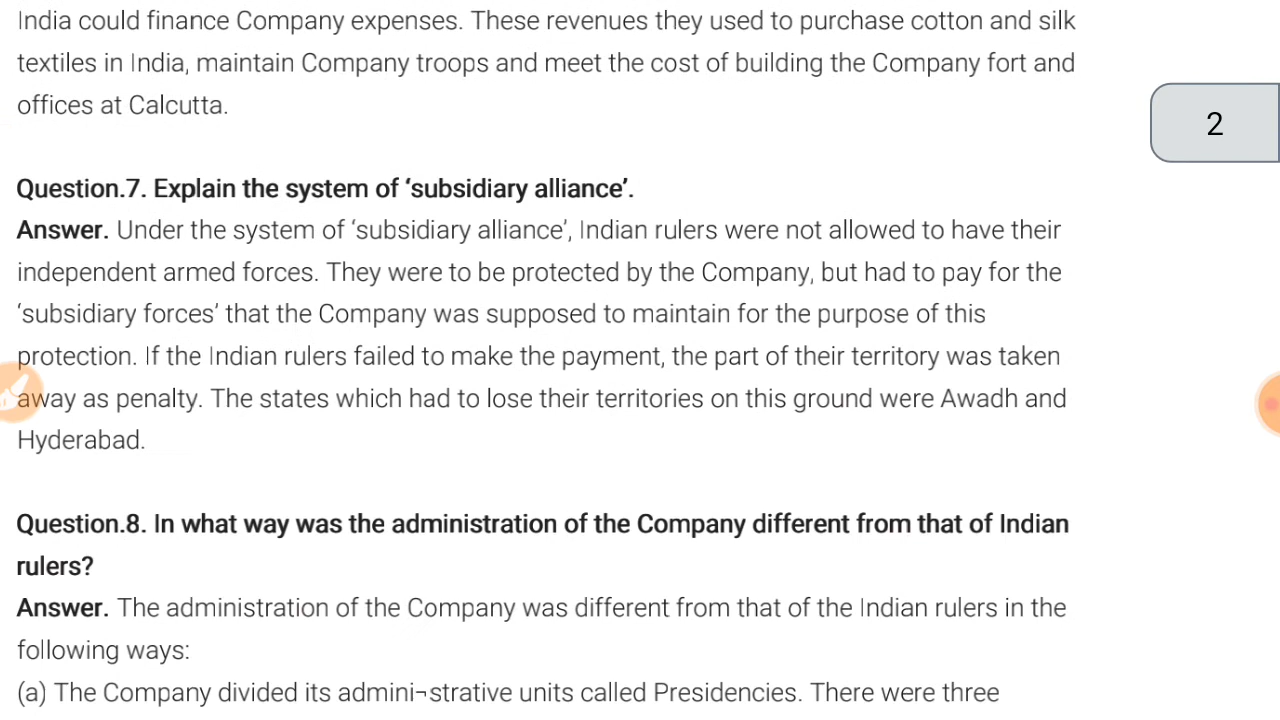 India could finance Company expenses. These revenues they used to purchase cotton and silk
textiles in India, maintain Company troops and meet the cost of building the Company fort and
offices at Calcutta.
2
Question.7. Explain the system of ‘subsidiary alliance’.
Answer. Under the system of ‘subsidiary alliance’, Indian rulers were not allowed to have their
independent armed forces. They were to be protected by the Company, but had to pay for the
‘subsidiary forces’ that the Company was supposed to maintain for the purpose of this
protection. If the Indian rulers failed to make the payment, the part of their territory was taken
away as penalty. The states which had to lose their territories on this ground were Awadh and
Hyderabad.
Question.8. In what way was the administration of the Company different from that of Indian
rulers?
Answer. The administration of the Company was different from that of the Indian rulers in the
following ways:
(a) The Company divided its admini¬strative units called Presidencies. There were three